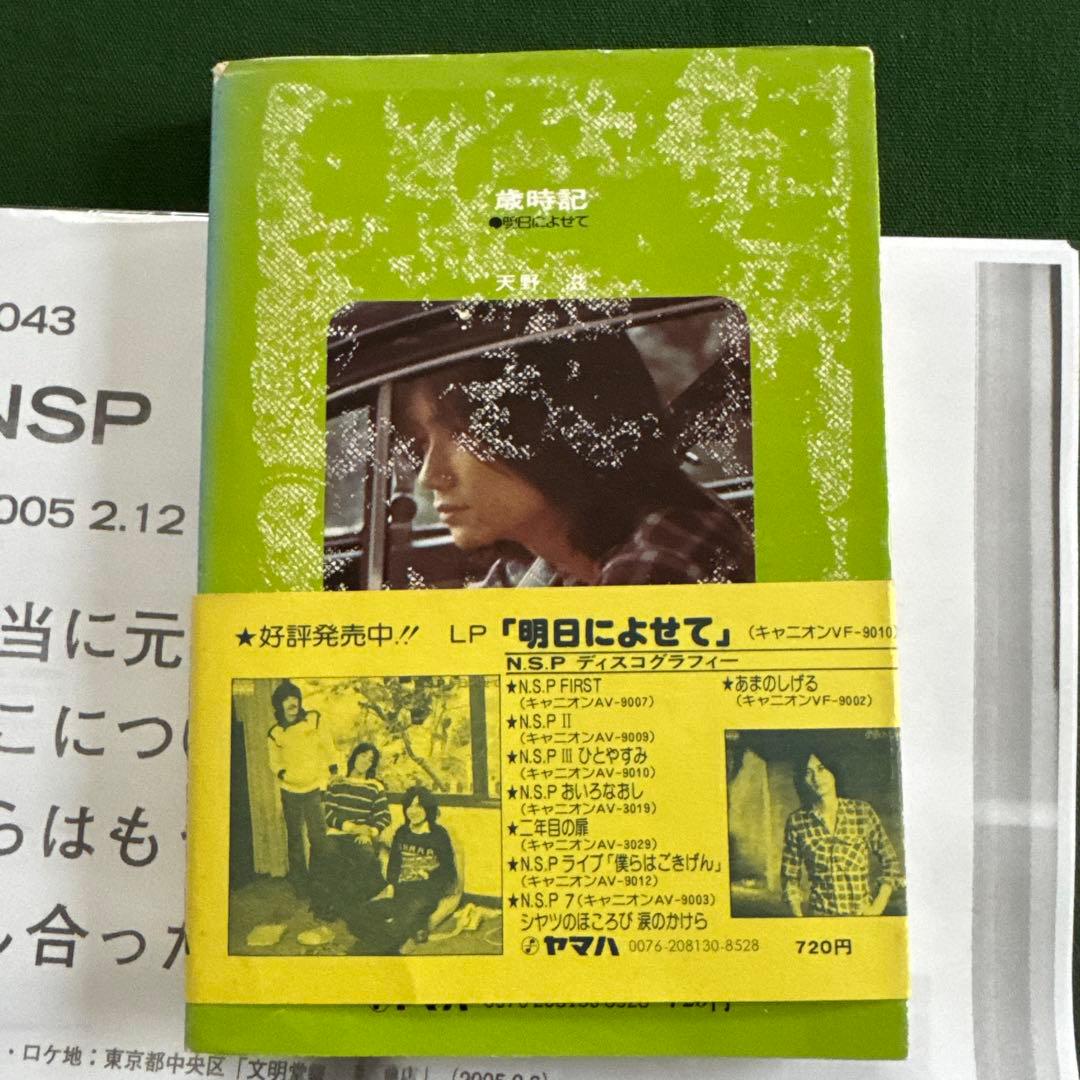 歳時記
●明日によせて
天野 滋
★好評発売中!! LP「明日によせて」(キャニオンVF-9010)
N.S.P ディスコグラフィー
★N.S.P FIRST
(キャニオンAV-9007)
★N.S.P II
(キャニオンAV-9009)
★N.S.P III ひとやすみ
(キャニオンAV-9010)
★N.S.P おいろなおし
(キャニオンAV-3019)
★二年目の扉
(キャニオンAV-3029)
★N.S.P ライブ「僕らはごきげん」
(キャニオンAV-9012)
★N.S.P 7(キャニオンAV-9003)
シャツのほころび 涙のかけら
★あまのしげる
(キャニオンVF-9002)
ヤマハ 0076-208130-8528 720円
043
NSP
005 2.12
当に元
こにつ
らはも
し合った
・ロケ地：東京都中央区「文明堂